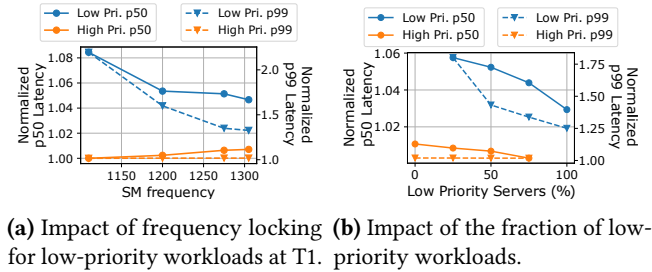 Low Pri. p50
Low Pri. p99
High Pri. p50
High Pri. p99
Normalized
p50 Latency
1.08
1.06
1.04
1.02
1.00
2.0
1.5
1.0
Normalized
p99 Latency
1150
1200
1250
1300
SM frequency
Low Pri. p50
Low Pri. p99
High Pri. p50
High Pri. p99
Normalized
p50 Latency
1.06
1.04
1.02
1.75
1.50
1.25
1.00
Normalized
p99 Latency
0
50
100
Low Priority Servers (%)
(a) Impact of frequency locking
for low-priority workloads at T1.
(b) Impact of the fraction of low-
priority workloads.